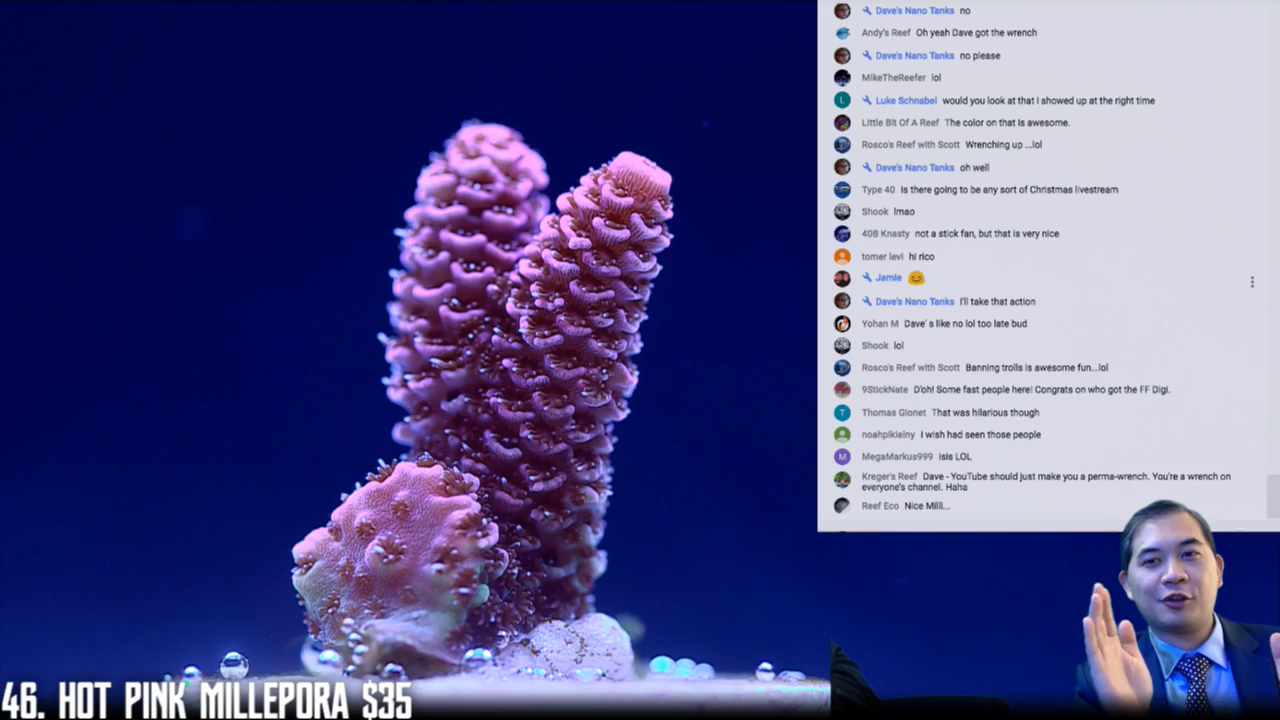 Dave's Nano Tanks no
Andy's Reef Oh yeah Dave got the wrench
Dave's Nano Tanks no please
MikeTheReefer lol
L Luke Schnabel would you look at that I showed up at the right time
Little Bit Of A Reef The color on that is awesome.
Rosco's Reef with Scott Wrenching up ...lol
Dave's Nano Tanks oh well
Type 40 Is there going to be any sort of Christmas livestream
Shook lmao
40B Knasty not a stick fan, but that is very nice
tomer levi hi rico
Jamie 😊
Dave's Nano Tanks I'll take that action
Yohan M Dave' s like no lol too late bud
Shook lol
Rosco's Reef with Scott Banning trolls is awesome fun...lol
9StickNate D'oh! Some fast people here! Congrats on who got the FF Digi.
T Thomas Gionet That was hilarious though
noahpikielny I wish had seen those people
M MegaMarkus999 isis LOL
Kreger's Reef Dave - YouTube should just make you a perma-wrench. You're a wrench on
everyone's channel. Haha
Reef Eco Nice Milli...
46. HOT PINK MILLEPORA $35